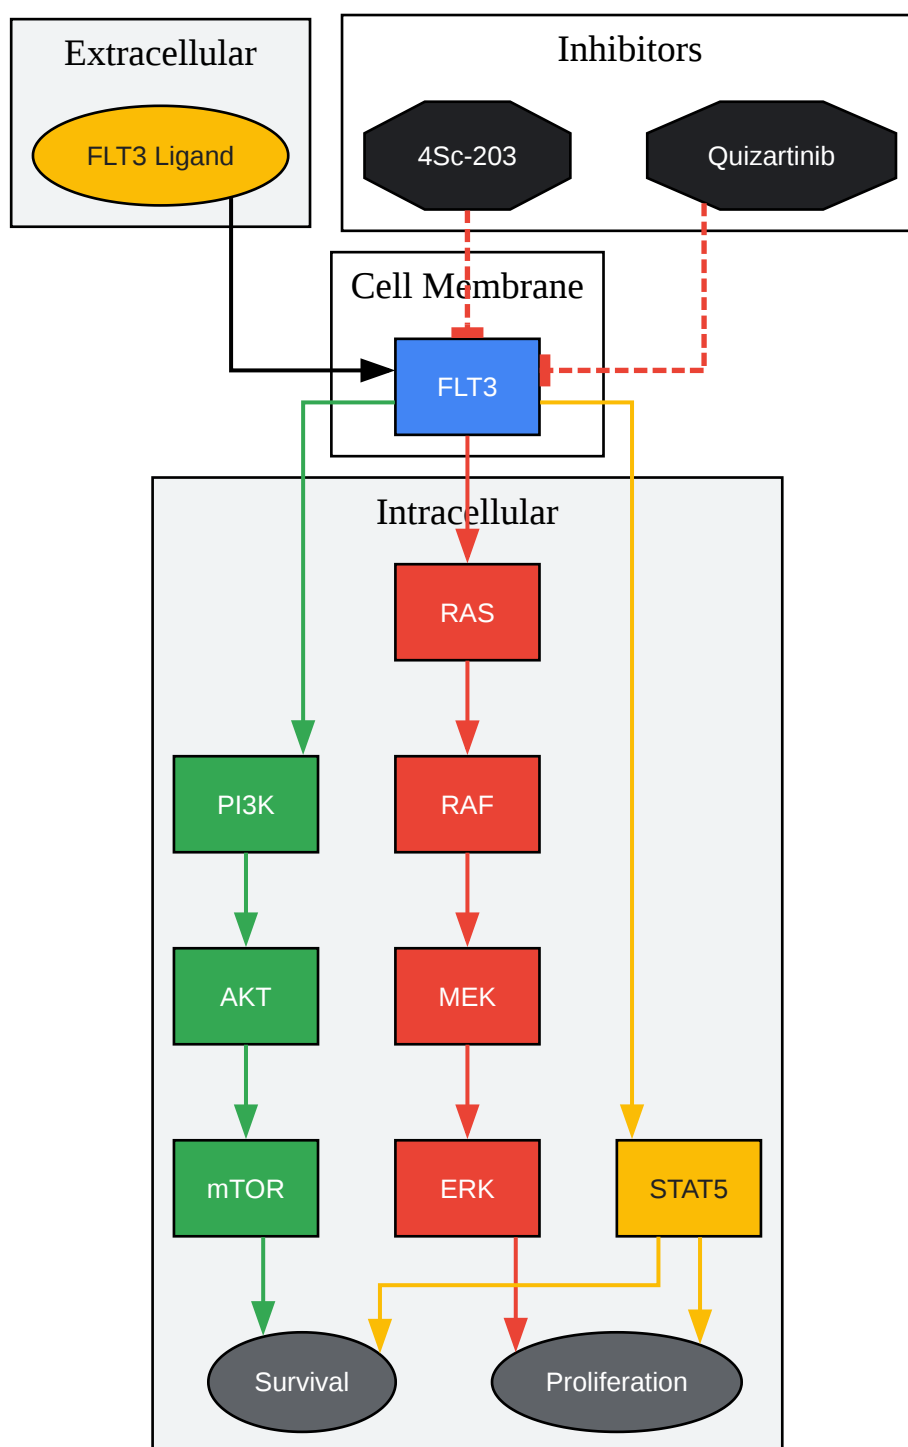 Extracellular
Inhibitors
FLT3 Ligand
4Sc-203
Quizartinib
Cell Membrane
FLT3
Intracellular
RAS
PI3K
RAF
AKT
MEK
mTOR
ERK
STAT5
Survival
Proliferation